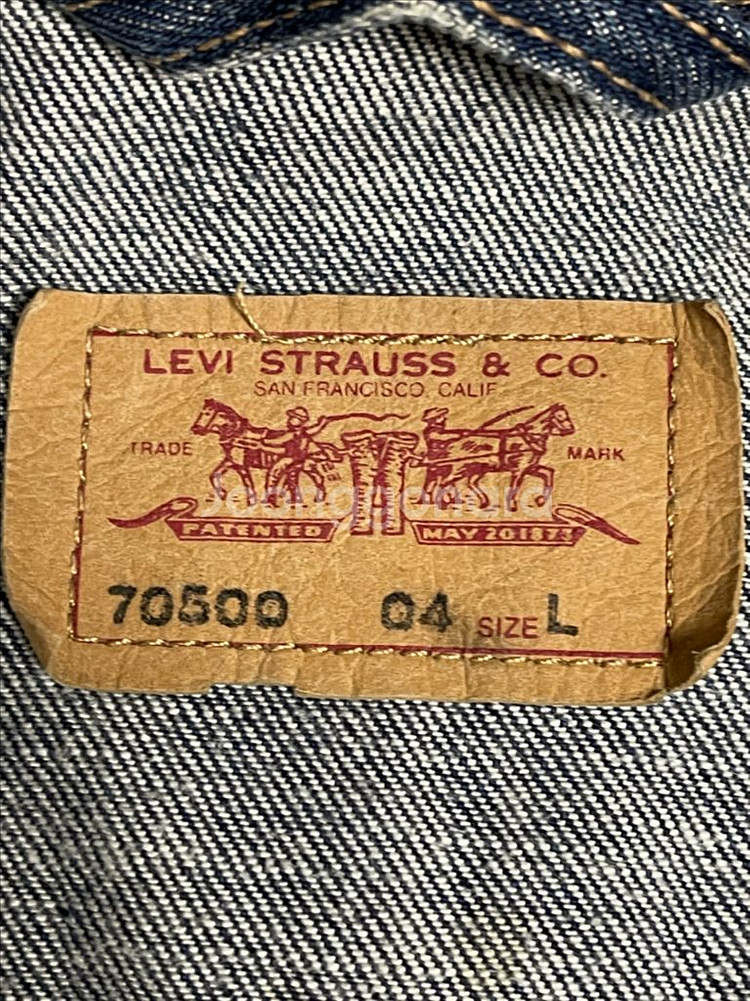 LEVI STRAUSS & CO.
SAN FRANCISCO, CALIF
TRADE MARK
PATENTED MAY 20 1873
70500 04 SIZE L